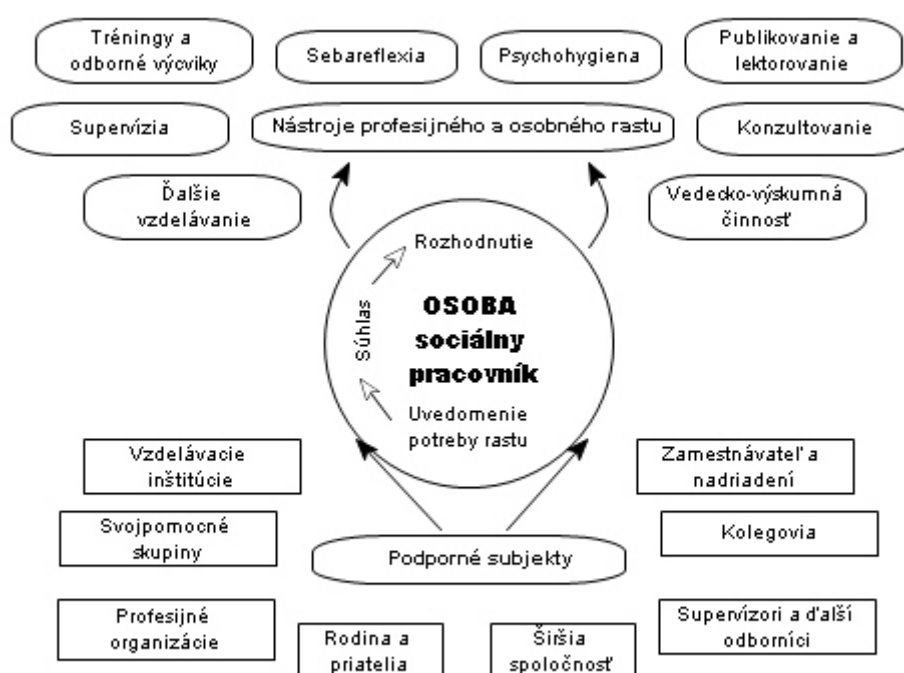 Tréningy a
odborné výcviky
Sebareflexia
Psychohygiena
Publikovanie a
lektorovanie
Supervízia
Nástroje profesijného a osobného rastu
Konzultovanie
Ďalšie
vzdelávanie
Vedecko-výskumná
činnosť
Rozhodnutie
Súhlas
OSOBA
sociálny
pracovník
Uvedomenie
potreby rastu
Vzdelávacie
inštitúcie
Zamestnávateľ a
nadriadení
Svojpomocné
skupiny
Kolegovia
Podporné subjekty
Profesijné
organizácie
Rodina a
priatelia
Širšia
spoločnosť
Supervízori a ďalší
odborníci